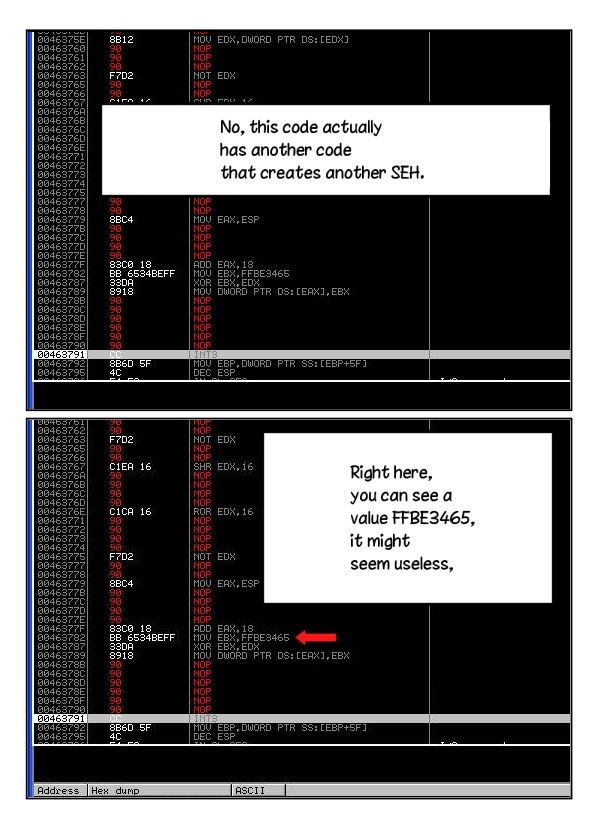 0046375E 8B12 MOV EDX,DWORD PTR DS:[EDX]
00463760 90 NOP
00463761 90 NOP
00463762 90 NOP
00463763 F7D2 NOT EDX
00463765 90 NOP
00463766 90 NOP
00463767 C1EA 16 SHR EDX,16
0046376A
0046376B
0046376C
0046376D
0046376E
00463771
00463772
00463773
00463774
00463775
No, this code actually
has another code
that creates another SEH.
00463777 90 NOP
00463778 90 NOP
00463779 8BC4 MOV EAX,ESP
0046377B 90 NOP
0046377C 90 NOP
0046377D 90 NOP
0046377E 90 NOP
0046377F 83C0 18 ADD EAX,18
00463782 BB 6534BEFF MOV EBX,FFBE3465
00463787 33DA XOR EBX,EDX
00463789 8918 MOV DWORD PTR DS:[EAX],EBX
0046378B 90 NOP
0046378C 90 NOP
0046378D 90 NOP
0046378E 90 NOP
0046378F 90 NOP
00463790 90 NOP
00463791 CC INT3
00463792 8B6D 5F MOV EBP,DWORD PTR SS:[EBP+5F]
00463795 4C DEC ESP
00463761 90 NOP
00463762 90 NOP
00463763 F7D2 NOT EDX
00463765 90 NOP
00463766 90 NOP
00463767 C1EA 16 SHR EDX,16
0046376A 90 NOP
0046376B 90 NOP
0046376C 90 NOP
0046376D 90 NOP
0046376E C1CA 16 ROR EDX,16
00463771 90 NOP
00463772 90 NOP
00463773 90 NOP
00463774 90 NOP
00463775 F7D2 NOT EDX
00463777 90 NOP
00463778 90 NOP
00463779 8BC4 MOV EAX,ESP
0046377B 90 NOP
0046377C 90 NOP
0046377D 90 NOP
0046377E 90 NOP
Right here,
you can see a
value FFBE3465,
it might
seem useless,
0046377F 83C0 18 ADD EAX,18
00463782 BB 6534BEFF MOV EBX,FFBE3465
00463787 33DA XOR EBX,EDX
00463789 8918 MOV DWORD PTR DS:[EAX],EBX
0046378B 90 NOP
0046378C 90 NOP
0046378D 90 NOP
0046378E 90 NOP
0046378F 90 NOP
00463790 90 NOP
00463791 CC INT3
00463792 8B6D 5F MOV EBP,DWORD PTR SS:[EBP+5F]
00463795 4C DEC ESP
Address Hex dump ASCII